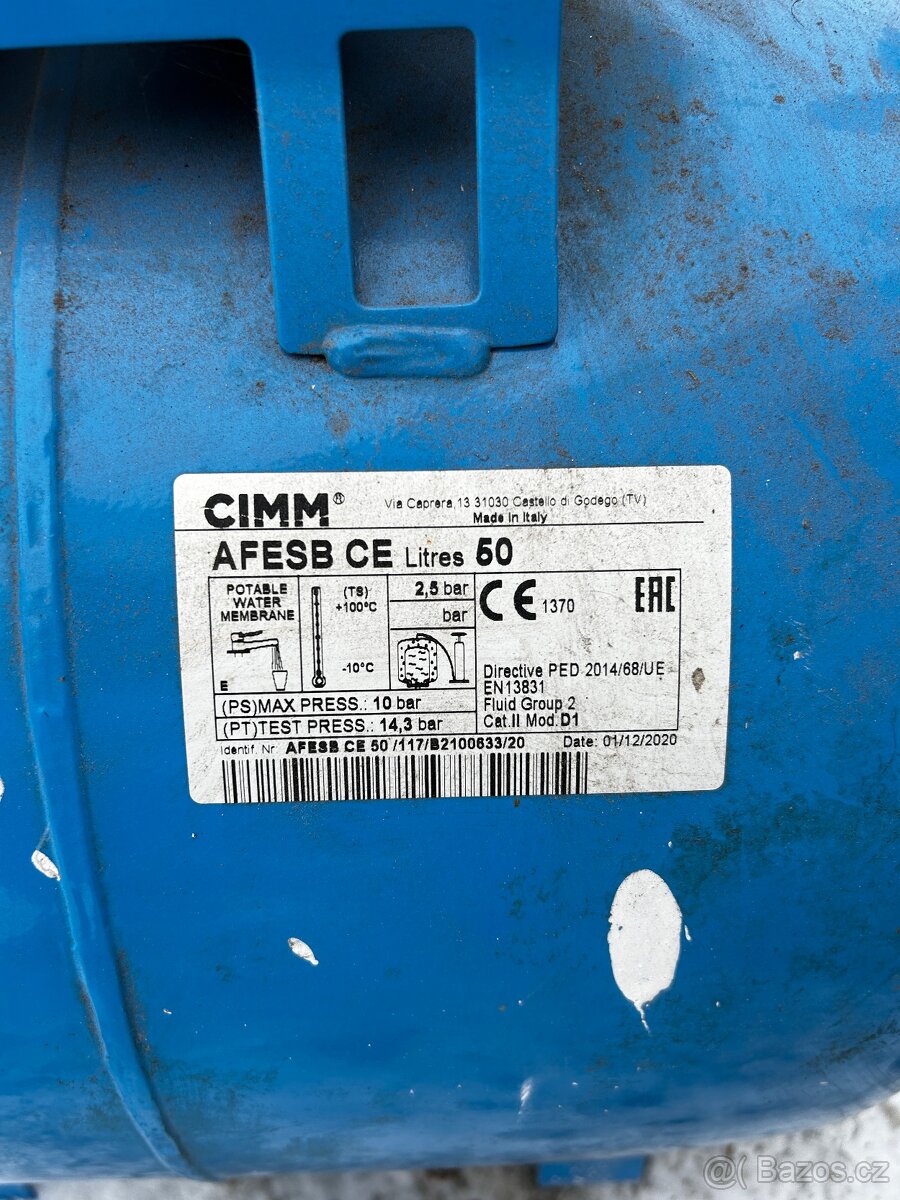 CIMM®
Via Caprera 13 31030 Castello di Godego (TV)
Made in Italy
AFESB CE Litres 50
POTABLE
WATER
MEMBRANE
E
(TS)
+100°C
-10°C
2,5 bar
bar
CE 1370
EAC
Directive PED 2014/68/UE
EN13831
Fluid Group 2
Cat.II Mod.D1
(PS)MAX PRESS.: 10 bar
(PT)TEST PRESS.: 14,3 bar
Identif. Nr. AFESB CE 50 /117/B2100633/20 Date: 01/12/2020
@( Bazos.cz